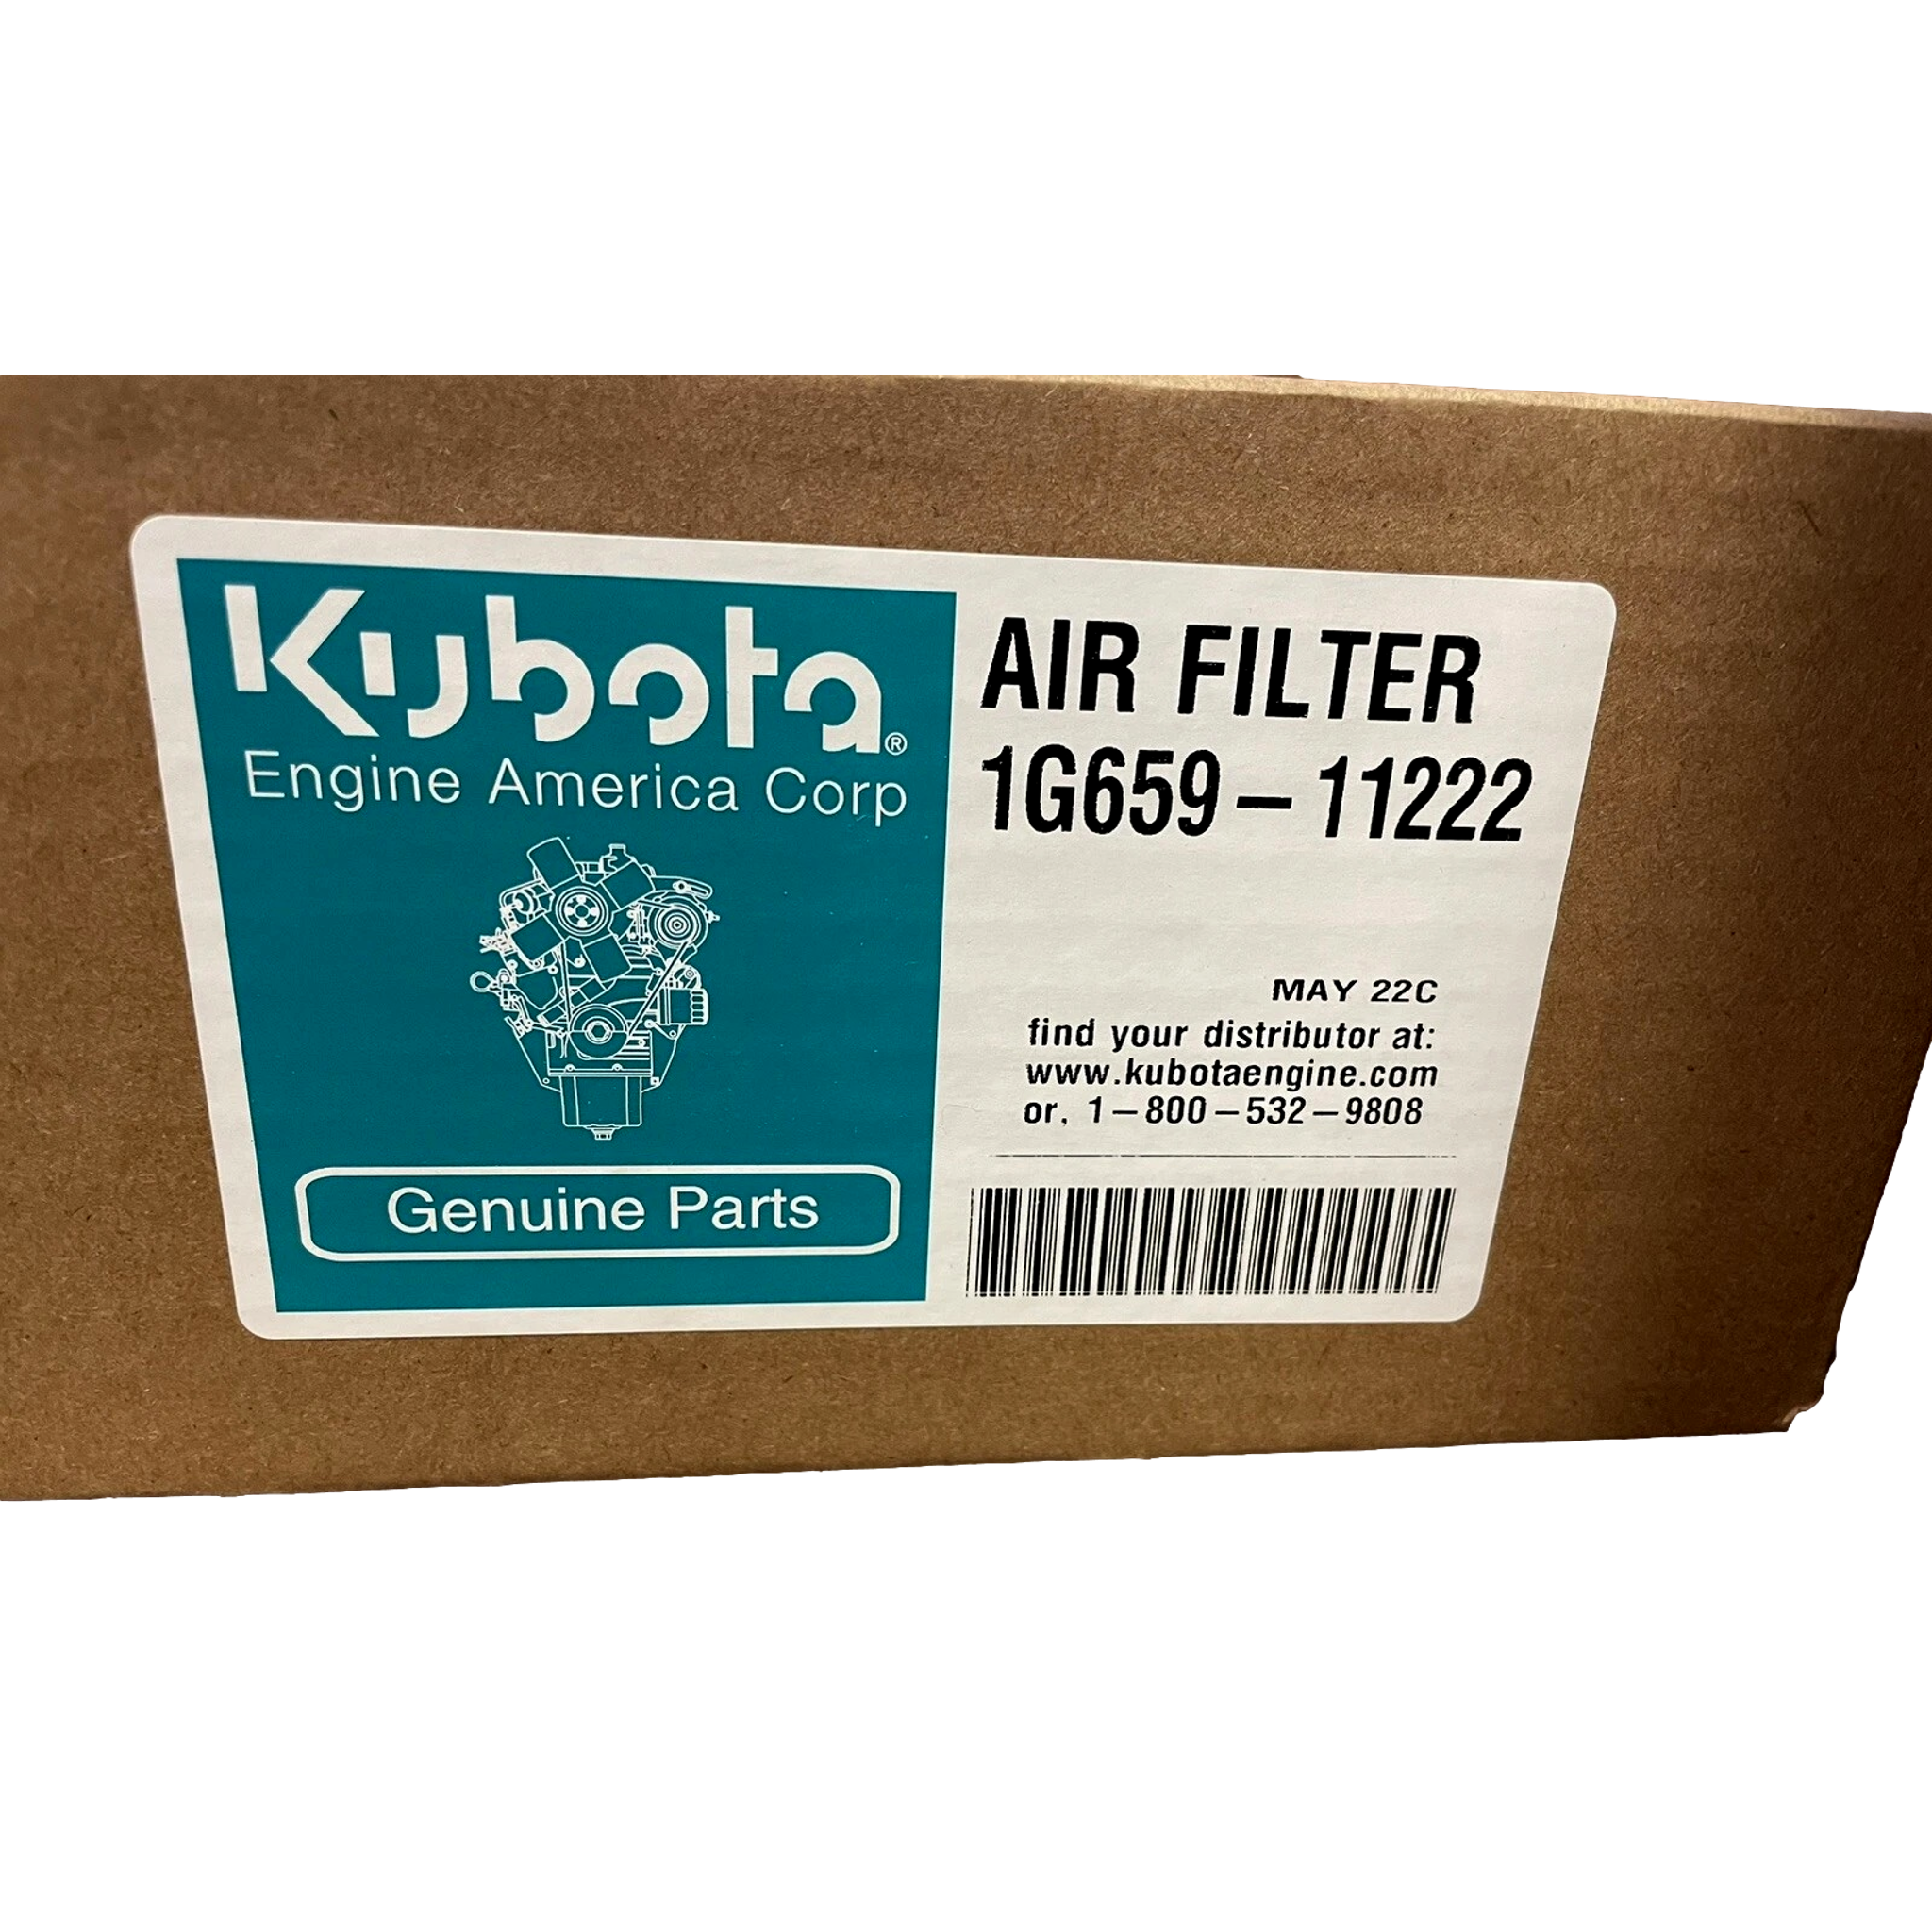 Kubota®
Engine America Corp
Genuine Parts
AIR FILTER
1G659-11222
MAY 22C
find your distributor at:
www.kubotaengine.com
or, 1-800-532-9808